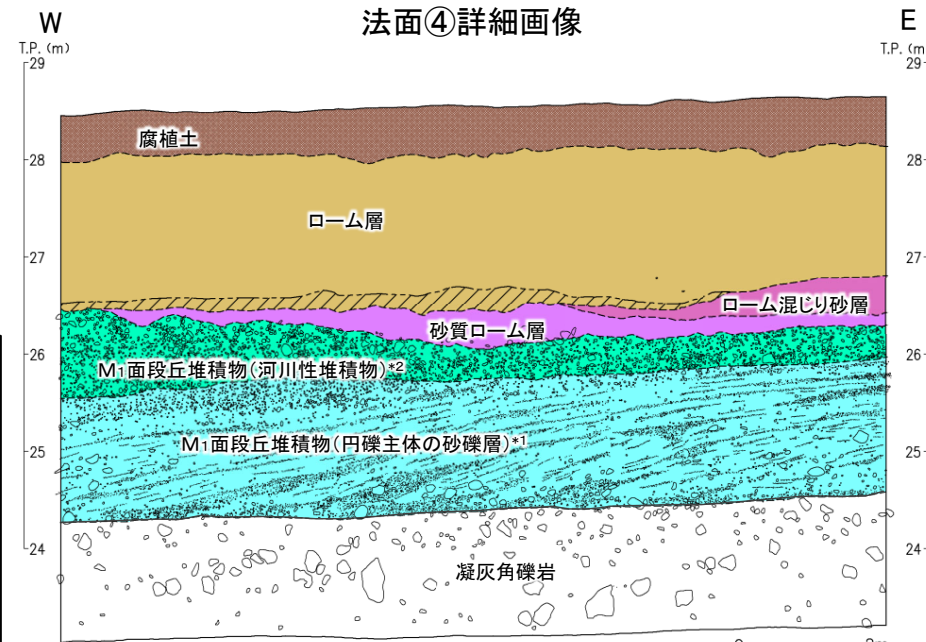 法面④詳細画像
W
E
T.P. (m)
T.P. (m
29
29
28
28
27
27
26
26
25
25
24
24
腐植土
ローム層
ローム混じり砂層
砂質ローム層
M1面段丘堆積物(河川性堆積物)*2
M1面段丘堆積物(円礫主体の砂礫層)*1
凝灰角礫岩